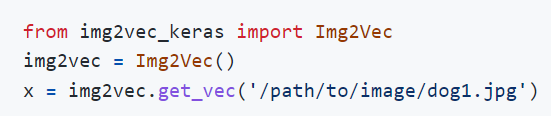 from img2vec_keras import Img2Vec
img2vec = Img2Vec()
x = img2vec.get_vec('/path/to/image/dog1.jpg')